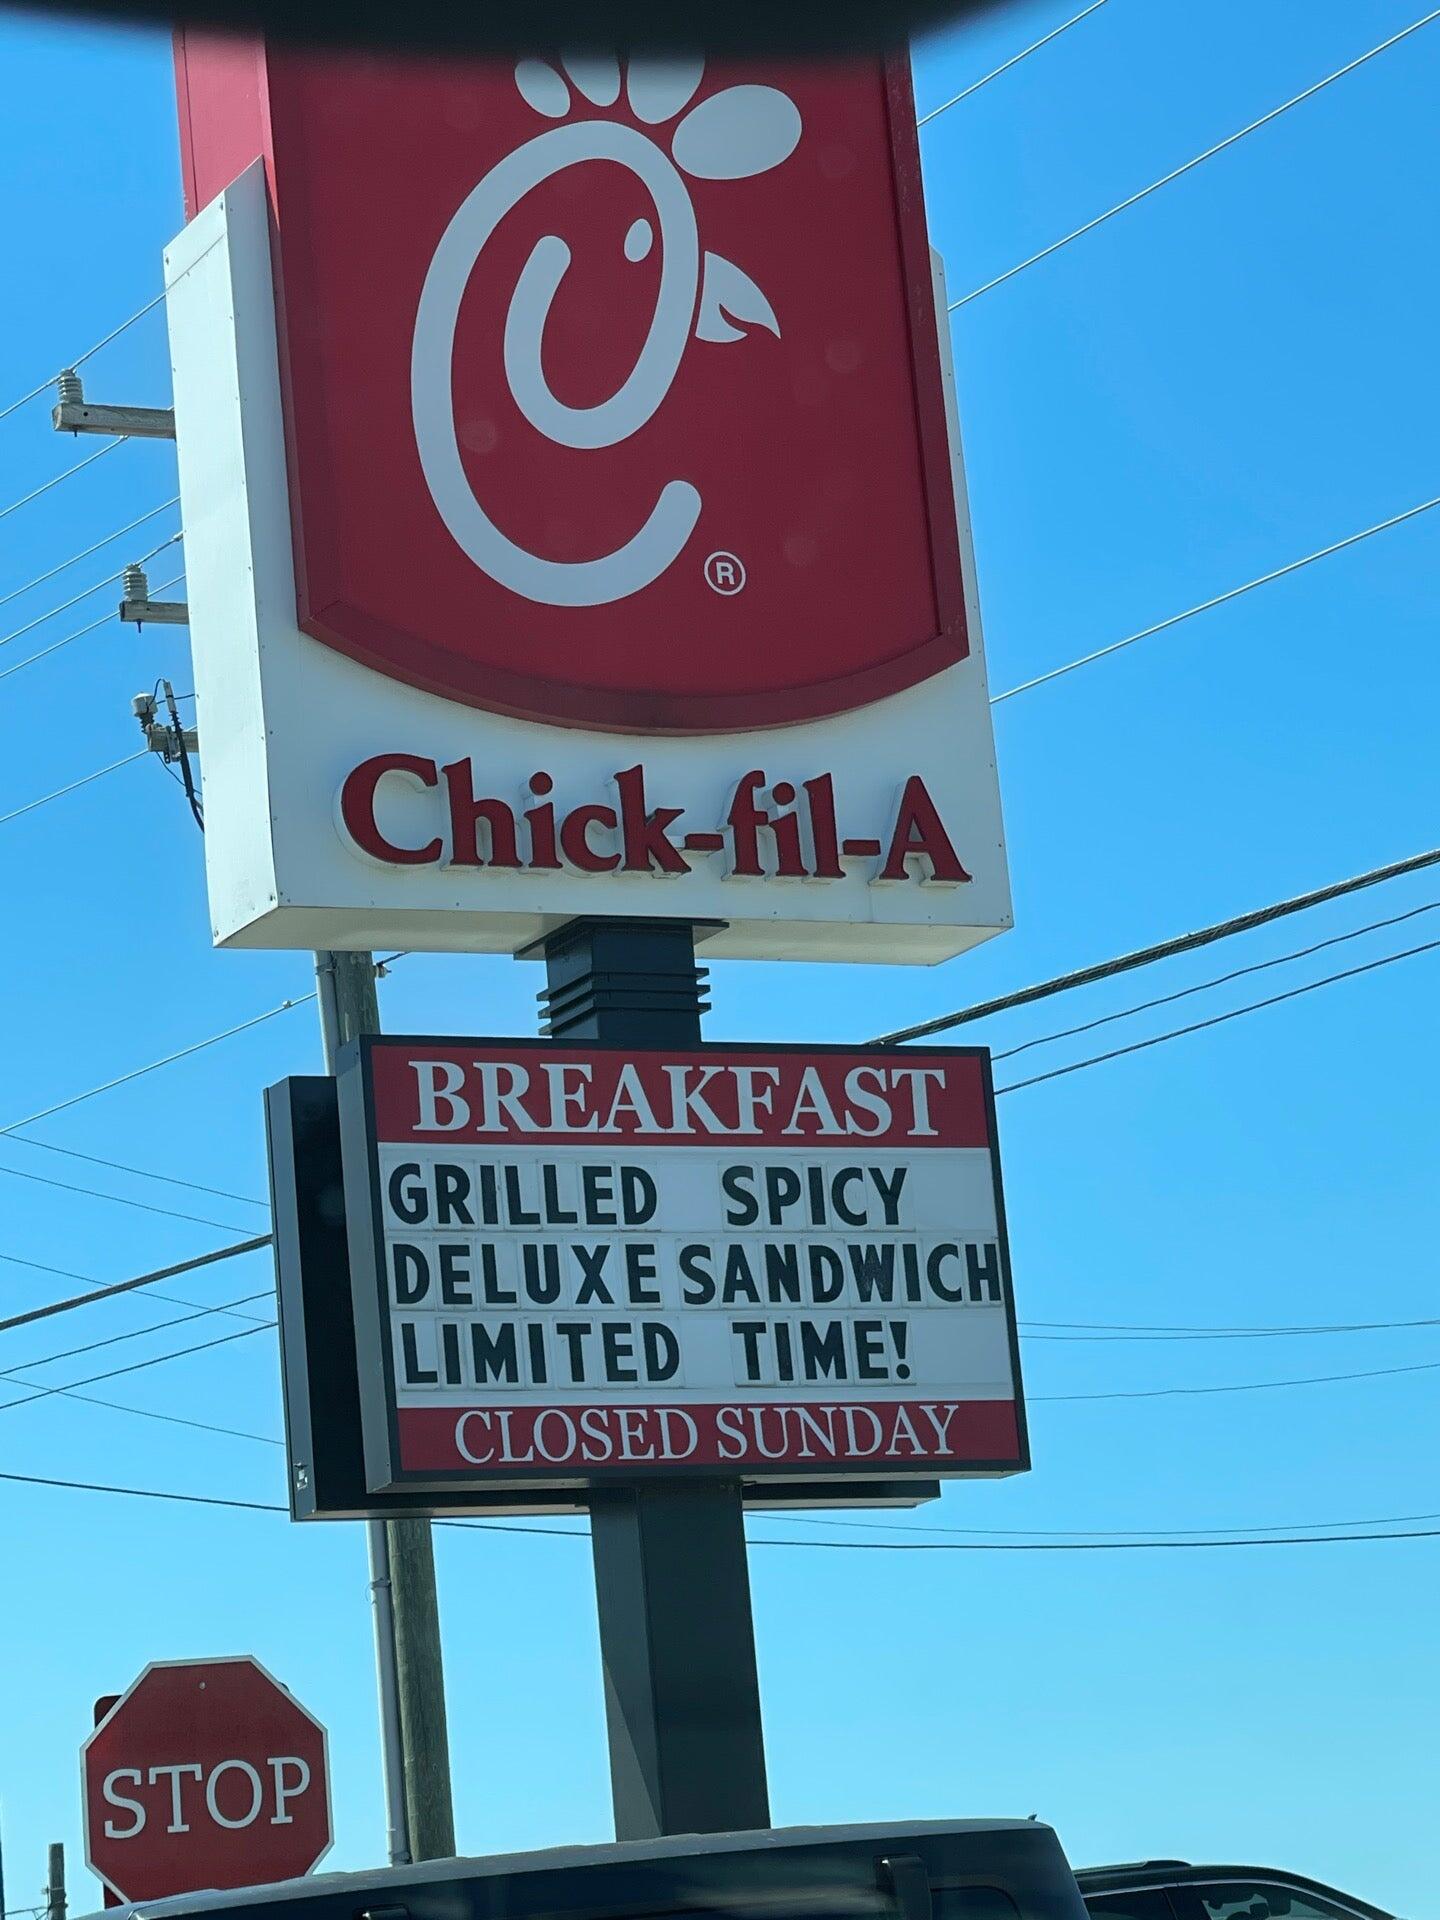 ®
Chick-fil-A
BREAKFAST
GRILLED SPICY
DELUXE SANDWICH
LIMITED TIME!
CLOSED SUNDAY
STOP